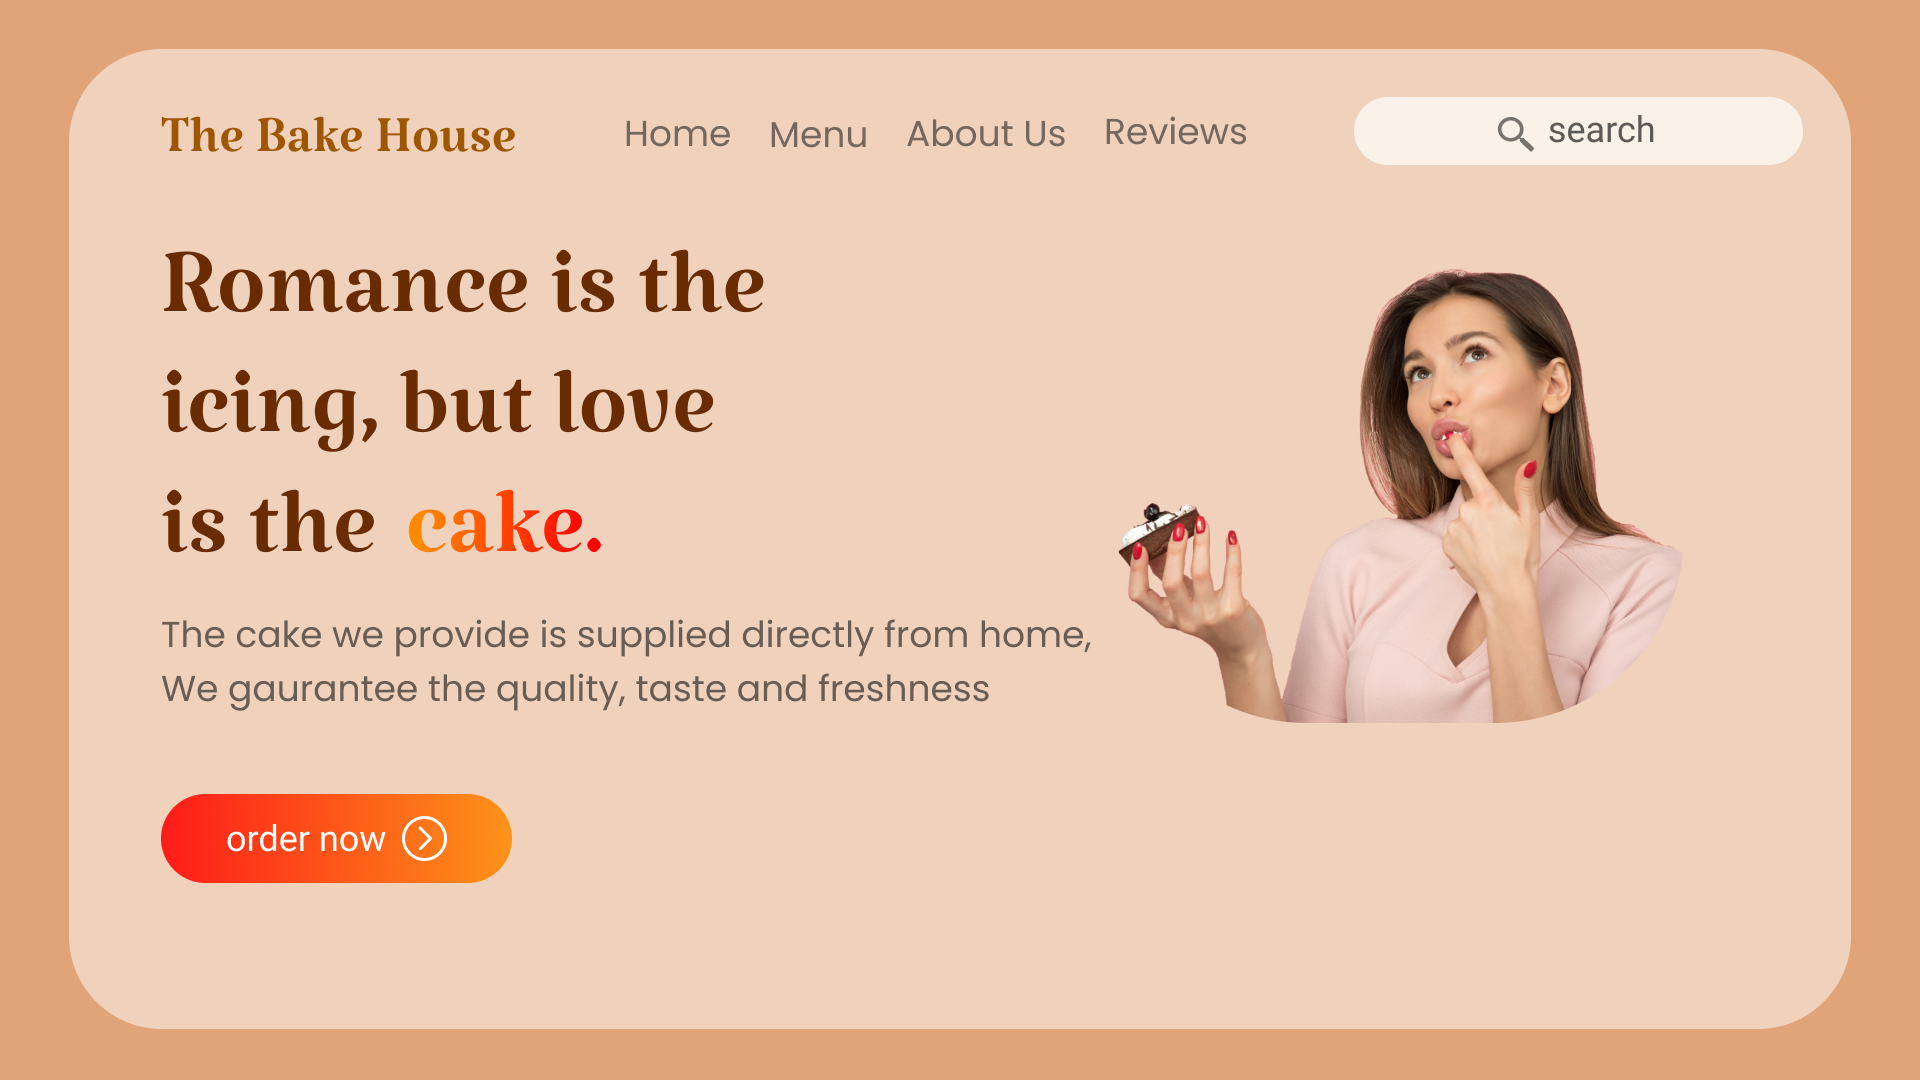 The Bake House
Home Menu About Us Reviews
search
Romance is the
icing, but love
is the cake.
The cake we provide is supplied directly from home,
We gaurantee the quality, taste and freshness
order now